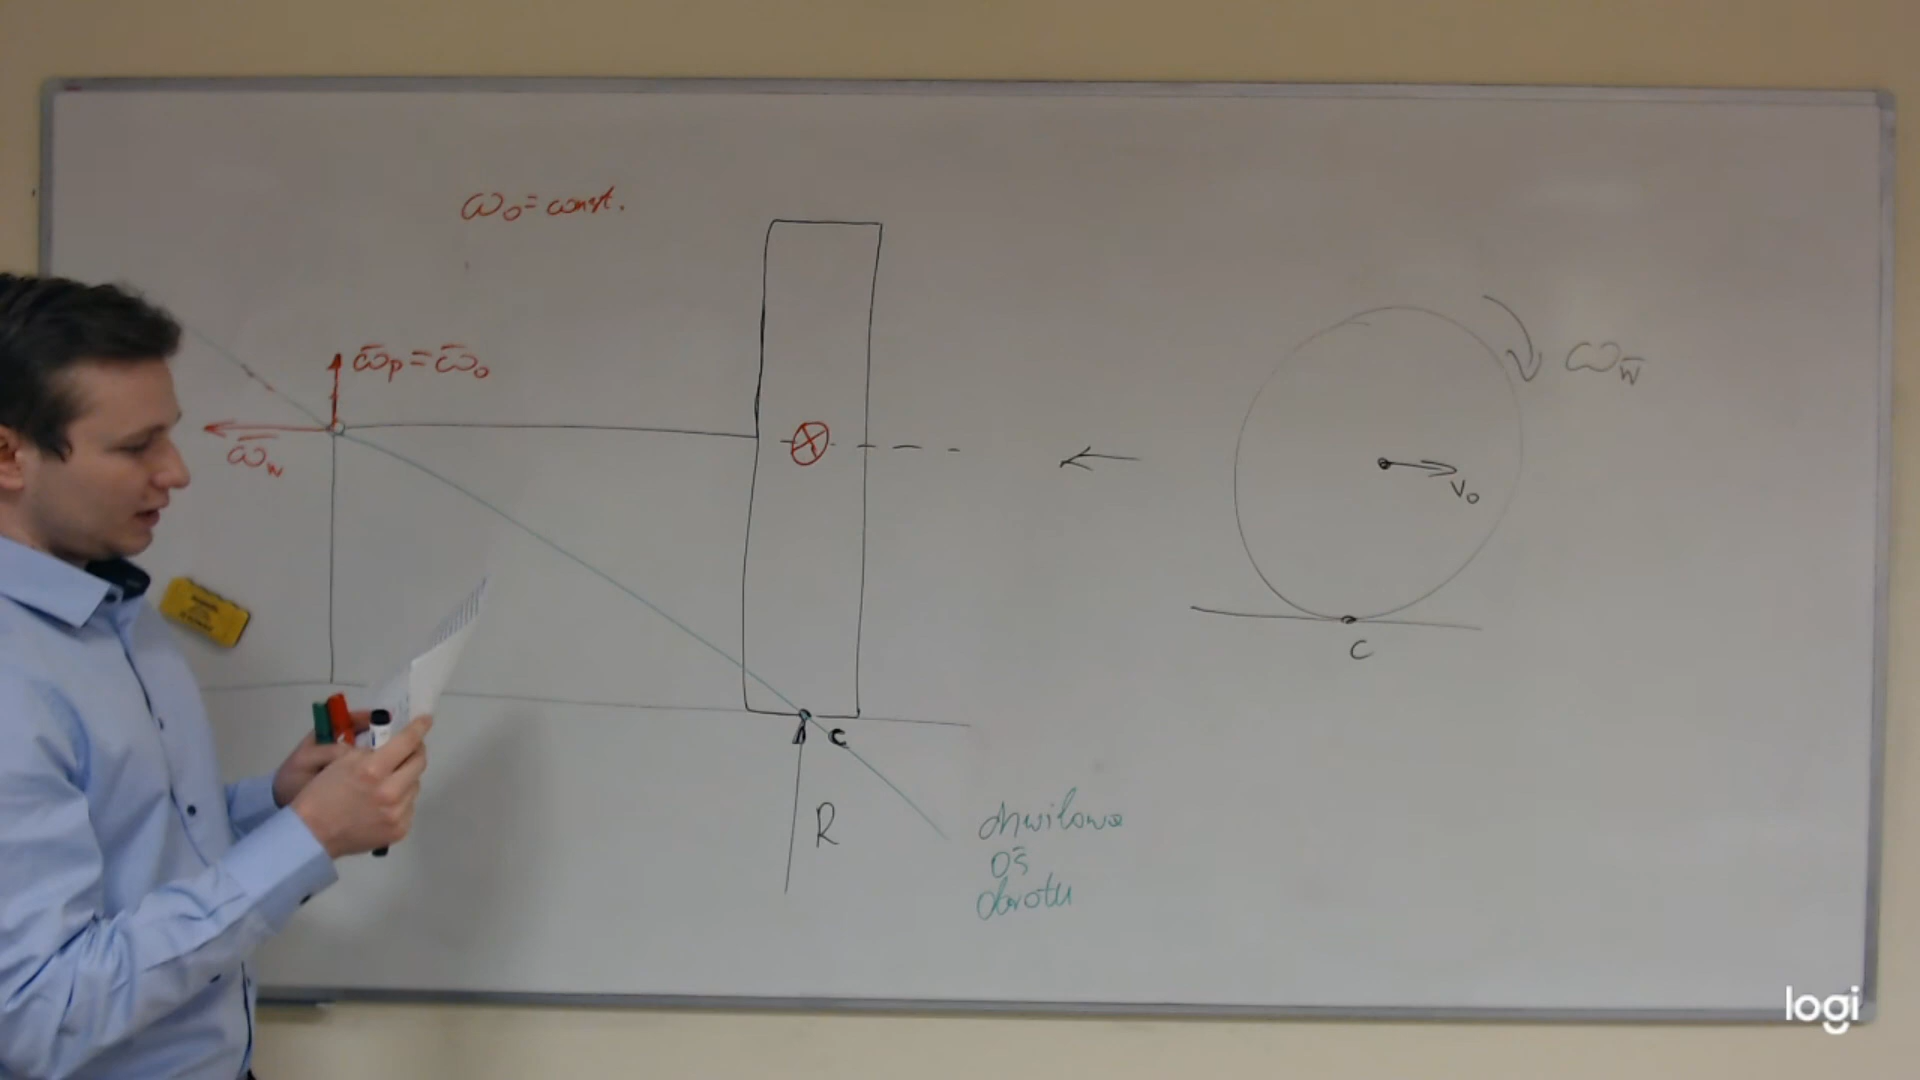 ω₀ = const.
ω̄p = ω̄₀
ω̄w
ωw̄
v₀
C
C
R
chwilowa
oś
obrotu
logi